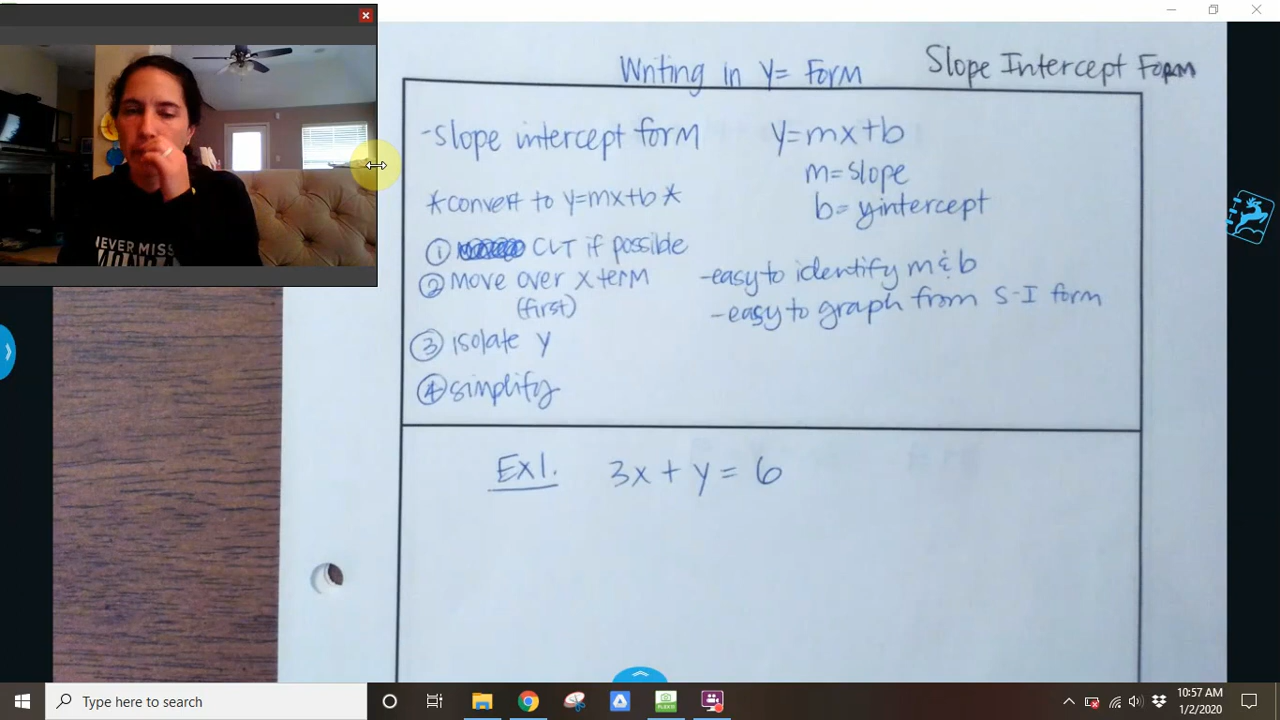 Writing in Y= Form
Slope Intercept Form
-slope intercept form
y=mx+b
m=slope
b= yintercept
*convert to y=mx+b*
① CLT if possible
② Move over x term
(first)
③ isolate y
④ simplify
-easy to identify m & b
-easy to graph from S-I form
Ex1. 3x + y = 6
NEVER MISS
Type here to search
10:57 AM
1/2/2020